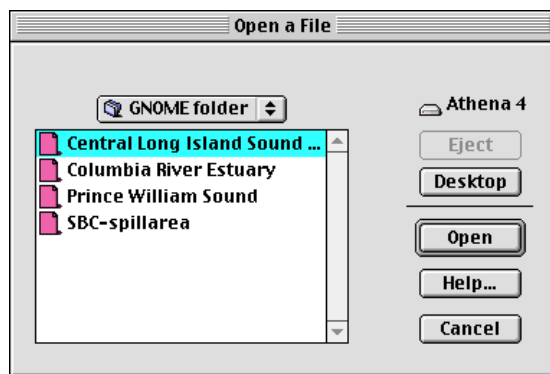 Open a File
GNOME folder
Athena 4
Central Long Island Sound ...
Columbia River Estuary
Prince William Sound
SBC-spillarea
Eject
Desktop
Open
Help...
Cancel